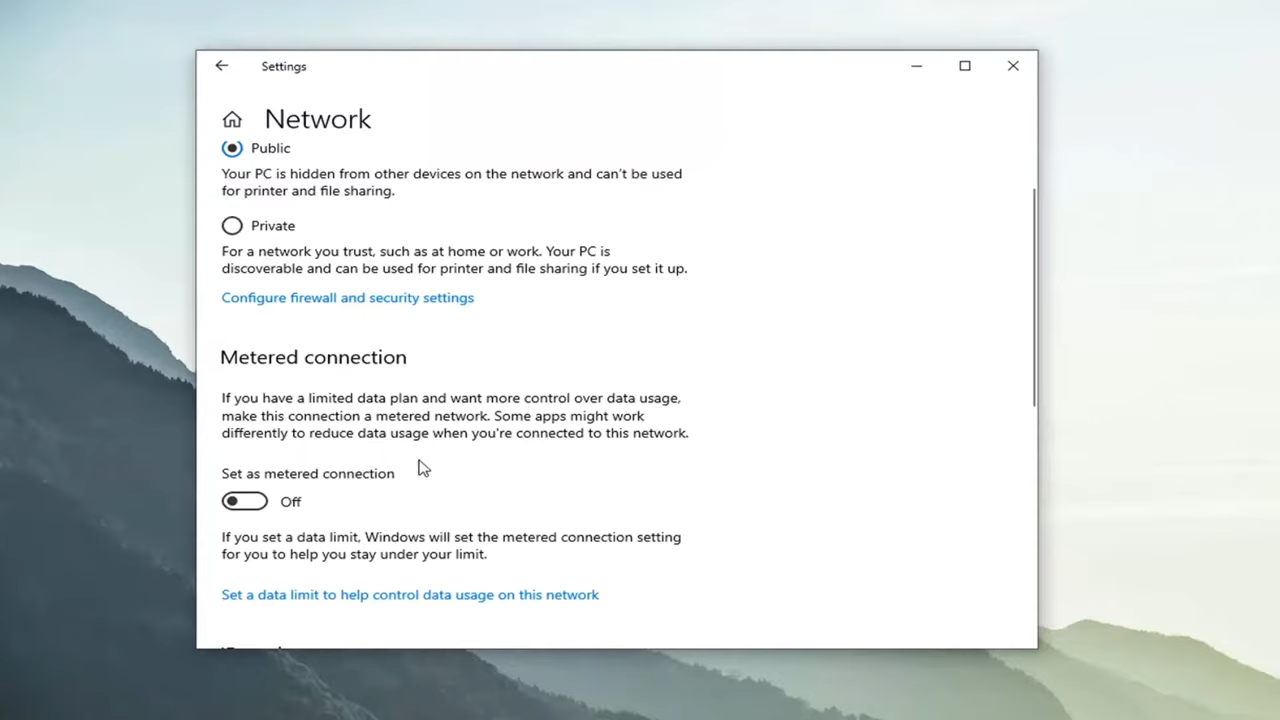 Settings
Network
Public
Your PC is hidden from other devices on the network and can't be used
for printer and file sharing.
Private
For a network you trust, such as at home or work. Your PC is
discoverable and can be used for printer and file sharing if you set it up.
Configure firewall and security settings
Metered connection
If you have a limited data plan and want more control over data usage,
make this connection a metered network. Some apps might work
differently to reduce data usage when you're connected to this network.
Set as metered connection
Off
If you set a data limit, Windows will set the metered connection setting
for you to help you stay under your limit.
Set a data limit to help control data usage on this network